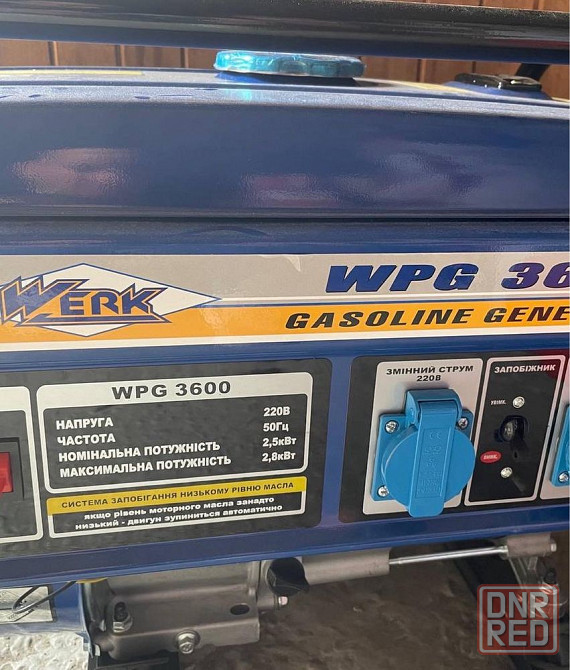 WERK
WPG 36
GASOLINE GENE
WPG 3600
НАПРУГА 220В
ЧАСТОТА 50Гц
НОМІНАЛЬНА ПОТУЖНІСТЬ 2,5кВт
МАКСИМАЛЬНА ПОТУЖНІСТЬ 2,8кВт
СИСТЕМА ЗАПОБІГАННЯ НИЗЬКОМУ РІВНЮ МАСЛА
якщо рівень моторного масла занадто
низький - двигун зупиниться автоматично
ЗМІННИЙ СТРУМ
220В
ЗАПОБІЖНИК
УВІМК.
ВИМК.
DNR
RED